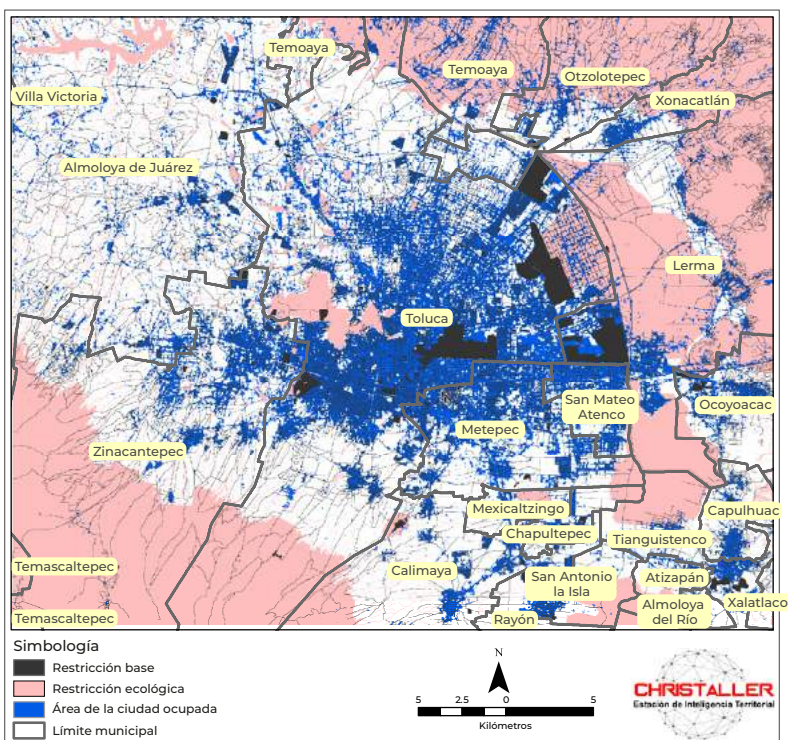 Temoaya
Temoaya
Otzolotepec
Villa Victoria
Xonacatlán
Almoloya de Juárez
Lerma
Toluca
San Mateo
Atenco
Ocoyoacac
Metepec
Zinacantepec
Mexicaltzingo
Capulhuac
Chapultepec
Tianguistenco
Temascaltepec
Calimaya
San Antonio
la Isla
Atizapán
Xalatlaco
Almoloya
del Río
Temascaltepec
Rayón
Simbología
Restricción base
Restricción ecológica
Área de la ciudad ocupada
Límite municipal
N
5 2.5 0 5
Kilómetros
CHRISTALLER
Estación de Inteligencia Territorial